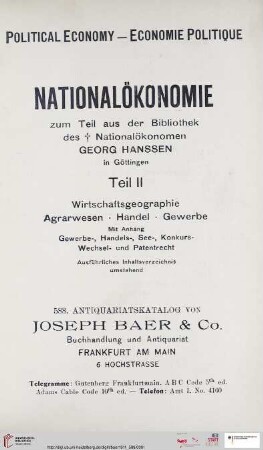 POLITICAL ECONOMY — ECONOMIE POLITIQUE
NATIONALÖKONOMIE
zum Teil aus der Bibliothek
des † Nationalökonomen
GEORG HANSSEN
in Göttingen
Teil II
Wirtschaftsgeographie
Agrarwesen · Handel · Gewerbe
Mit Anhang
Gewerbe-, Handels-, See-, Konkurs-
Wechsel- und Patentrecht
Ausführliches Inhaltsverzeichnis
umstehend
588. ANTIQUARIATSKATALOG VON
JOSEPH BAER & Co.
Buchhandlung und Antiquariat
FRANKFURT AM MAIN
6 HOCHSTRASSE
Telegramme: Gutenberg Frankfurtmain. A B C Code 5th ed.
Adams Cable Code 10th ed. — Telefon: Amt I. No. 4160